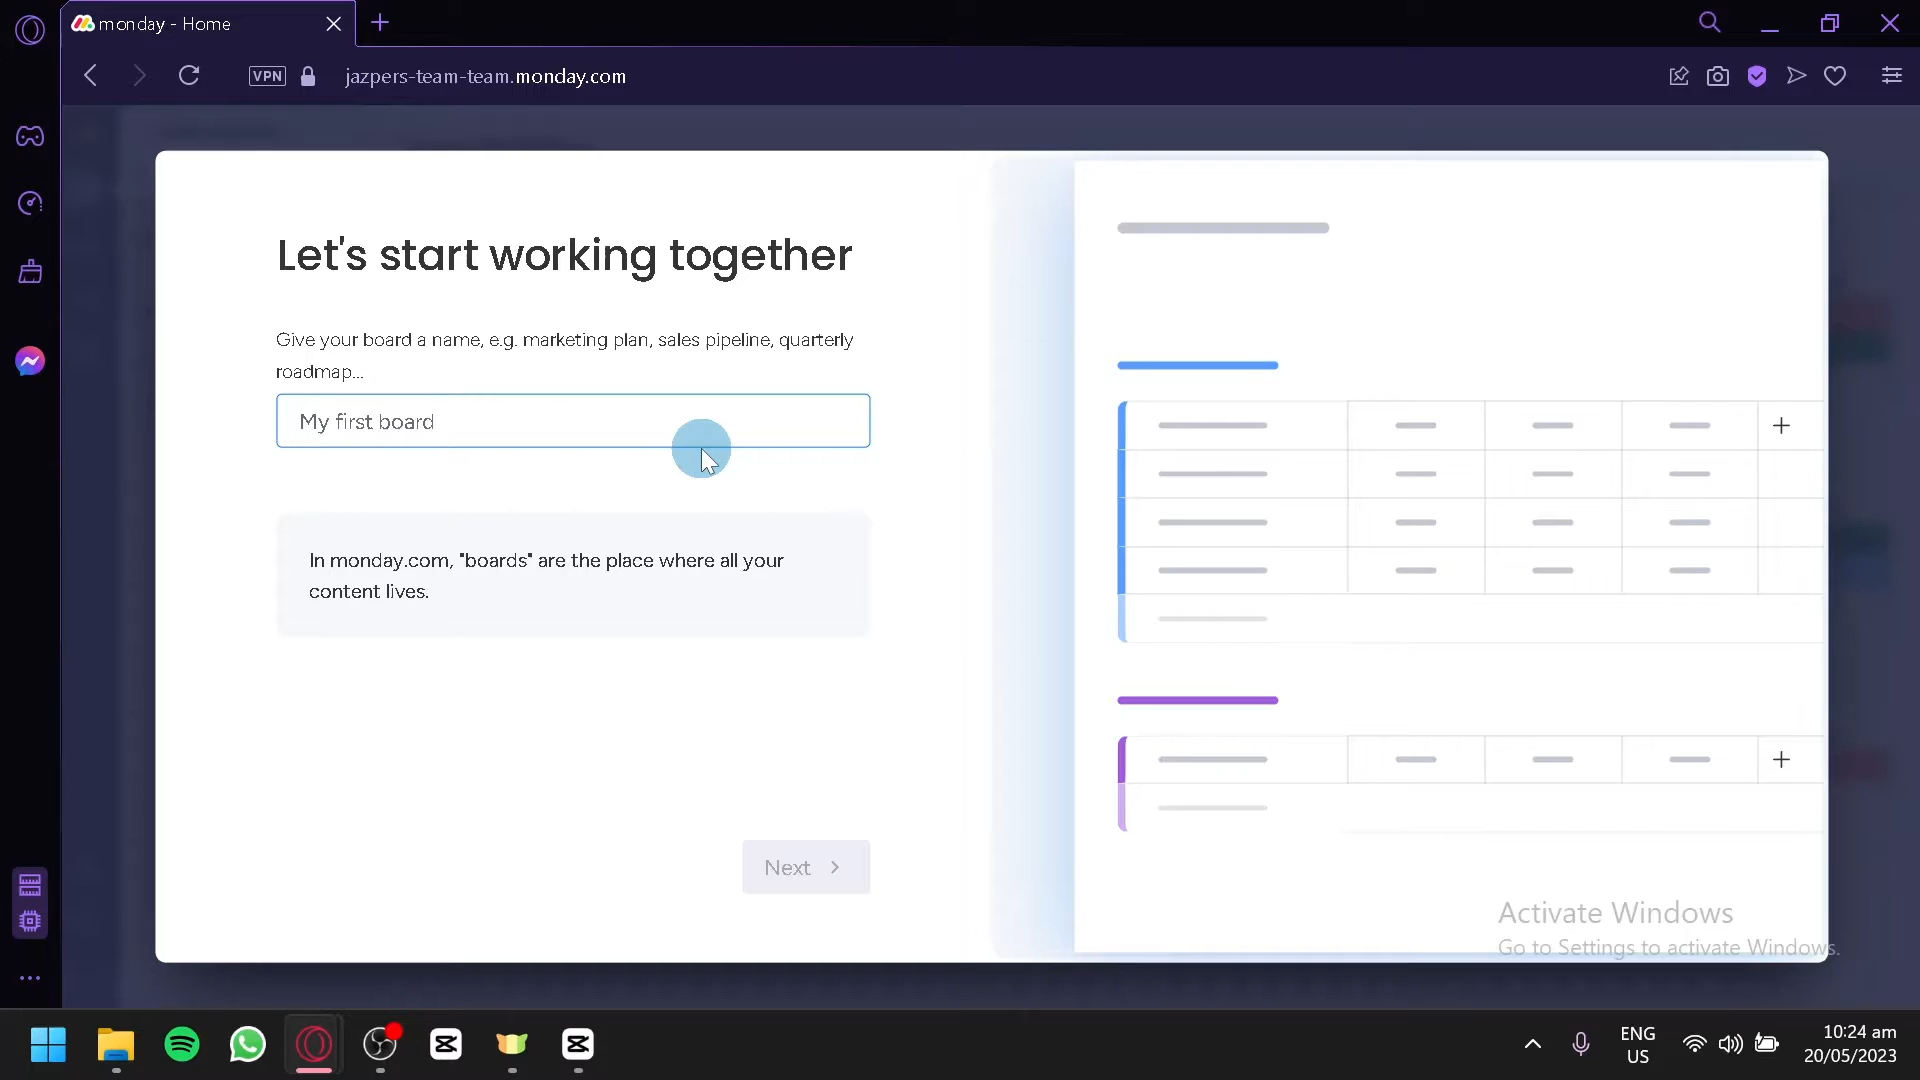 monday - Home
VPN
jazpers-team-team.monday.com
Let's start working together
Give your board a name, e.g. marketing plan, sales pipeline, quarterly
roadmap...
My first board
In monday.com, "boards" are the place where all your
content lives.
Next
Activate Windows
Go to Settings to activate Windows.
ENG
US
10:24 am
20/05/2023